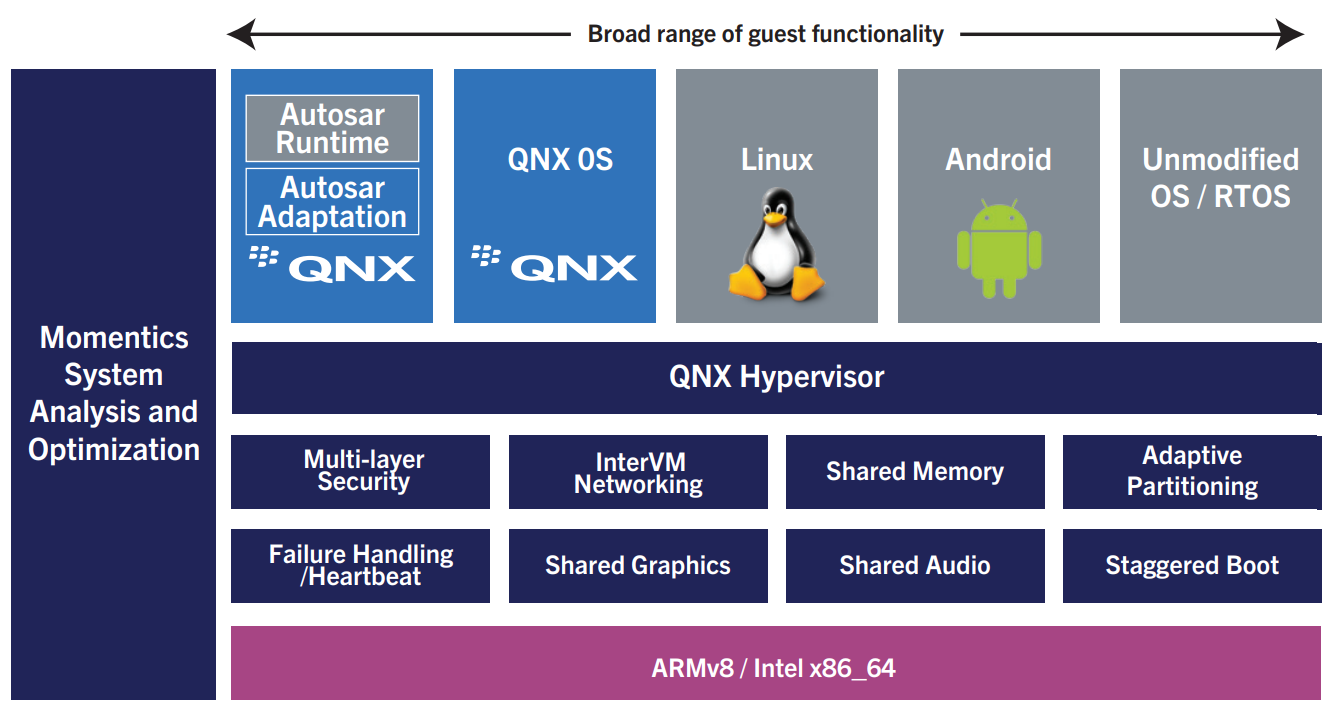 Broad range of guest functionality
Momentics
System
Analysis and
Optimization
Autosar
Runtime
Autosar
Adaptation
QNX
QNX OS
QNX
Linux
Android
Unmodified
OS / RTOS
QNX Hypervisor
Multi-layer
Security
InterVM
Networking
Shared Memory
Adaptive
Partitioning
Failure Handling
/Heartbeat
Shared Graphics
Shared Audio
Staggered Boot
ARMv8 / Intel x86_64